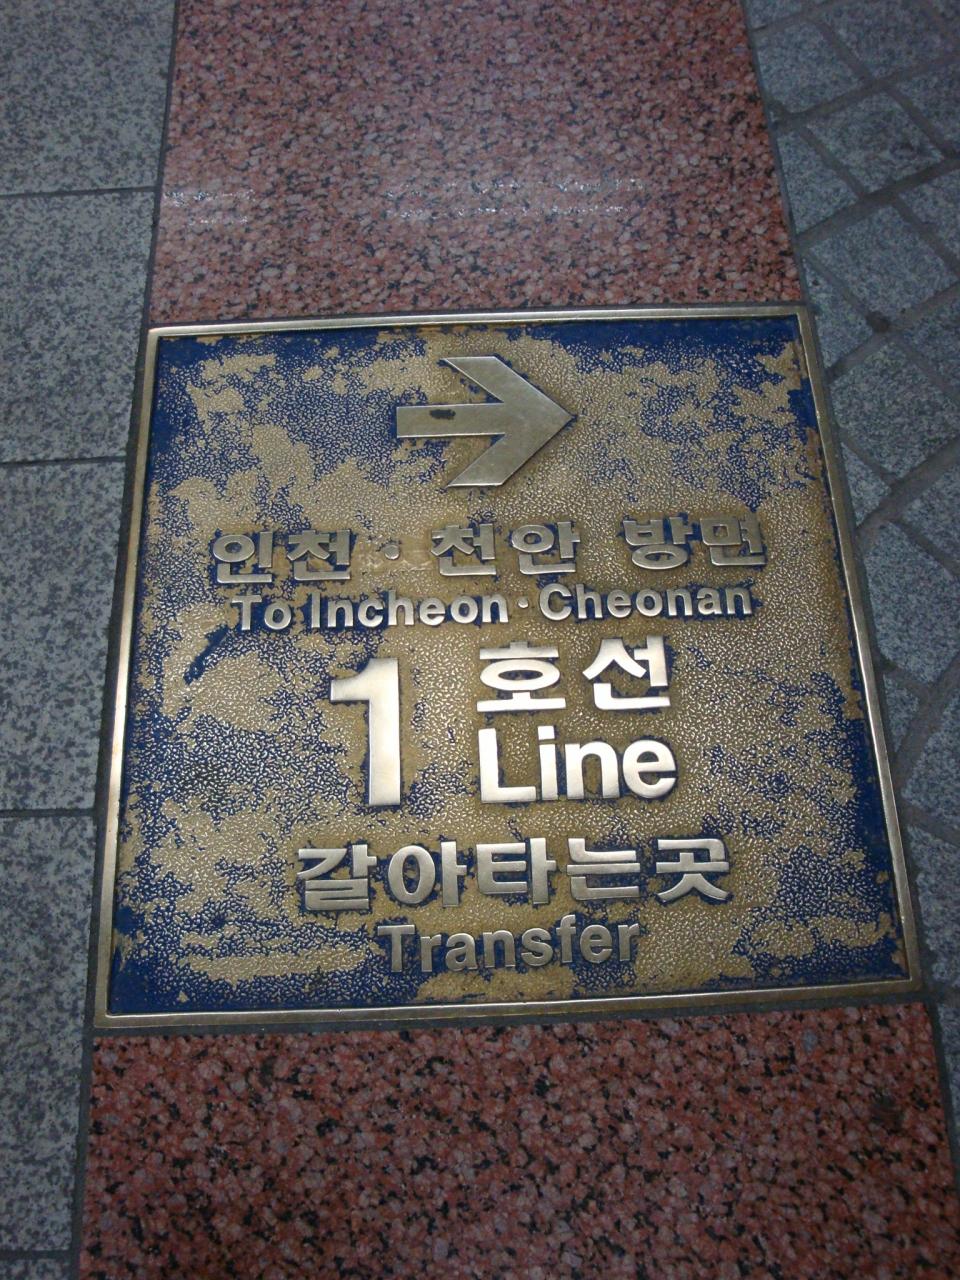 인천·천안 방면
To Incheon·Cheonan
1 호선
Line
갈아타는곳
Transfer